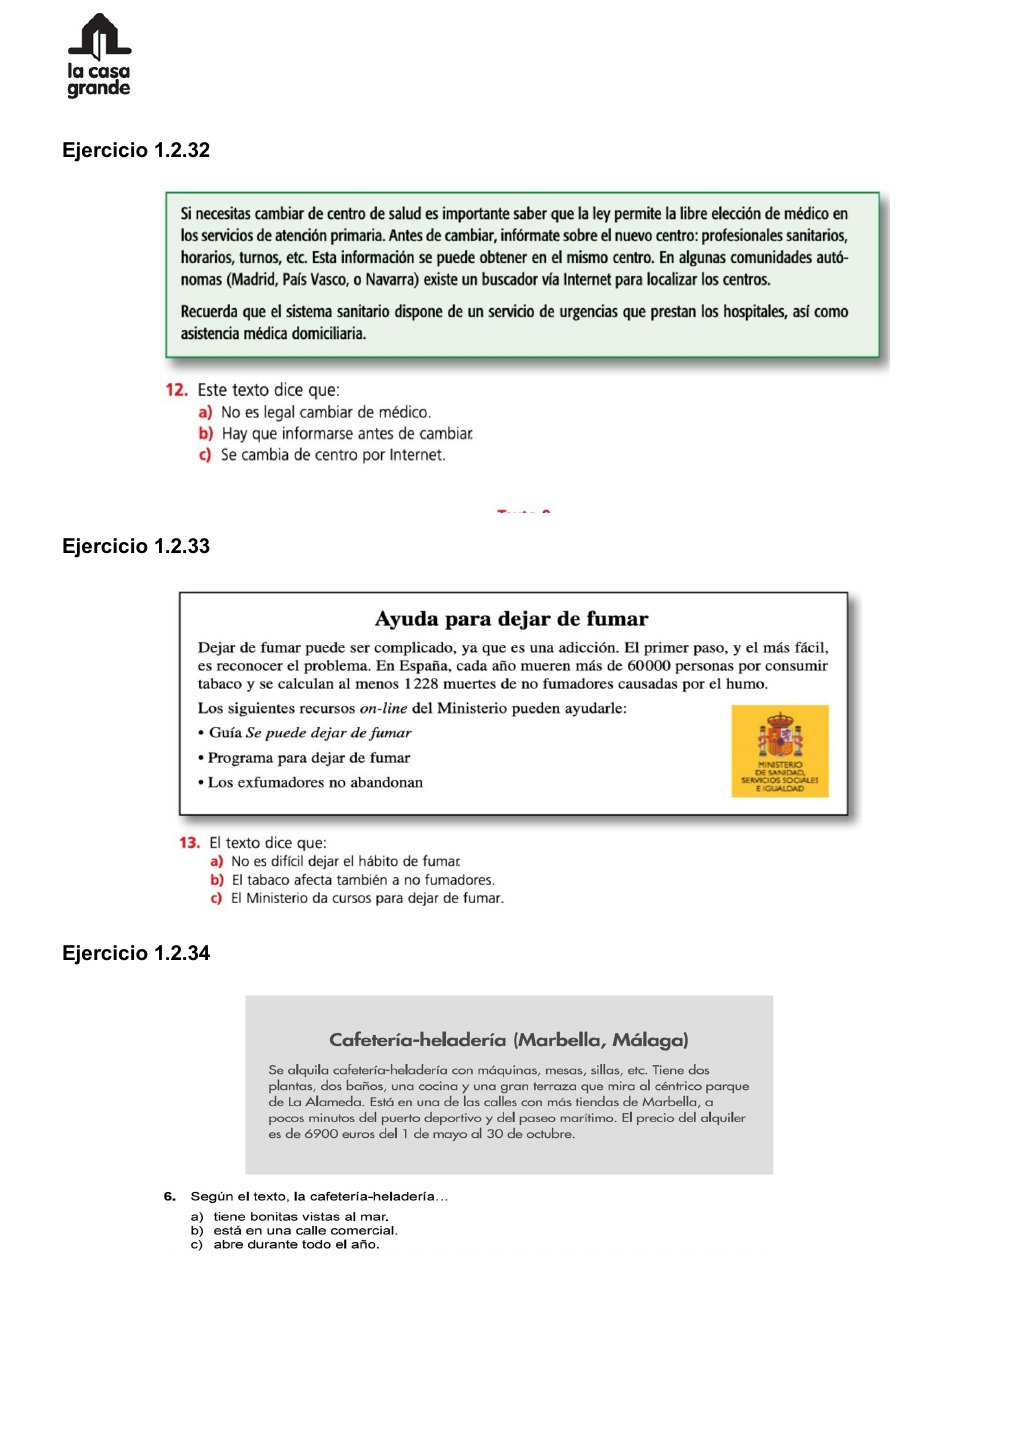 la casa
grande
Ejercicio 1.2.32
Si necesitas cambiar de centro de salud es importante saber que la ley permite la libre elección de médico en
los servicios de atención primaria. Antes de cambiar, infórmate sobre el nuevo centro: profesionales sanitarios,
horarios, turnos, etc. Esta información se puede obtener en el mismo centro. En algunas comunidades autó-
nomas (Madrid, País Vasco, o Navarra) existe un buscador vía Internet para localizar los centros.
Recuerda que el sistema sanitario dispone de un servicio de urgencias que prestan los hospitales, así como
asistencia médica domiciliaria.
12. Este texto dice que:
a) No es legal cambiar de médico.
b) Hay que informarse antes de cambiar.
c) Se cambia de centro por Internet.
Ejercicio 1.2.33
Ayuda para dejar de fumar
Dejar de fumar puede ser complicado, ya que es una adicción. El primer paso, y el más fácil,
es reconocer el problema. En España, cada año mueren más de 60000 personas por consumir
tabaco y se calculan al menos 1228 muertes de no fumadores causadas por el humo.
Los siguientes recursos on-line del Ministerio pueden ayudarle:
• Guía Se puede dejar de fumar
• Programa para dejar de fumar
• Los exfumadores no abandonan
MINISTERIO
DE SANIDAD,
SERVICIOS SOCIALES
E IGUALDAD
13. El texto dice que:
a) No es difícil dejar el hábito de fumar.
b) El tabaco afecta también a no fumadores.
c) El Ministerio da cursos para dejar de fumar.
Ejercicio 1.2.34
Cafetería-heladería (Marbella, Málaga)
Se alquila cafetería-heladería con máquinas, mesas, sillas, etc. Tiene dos
plantas, dos baños, una cocina y una gran terraza que mira al céntrico parque
de La Alameda. Está en una de las calles con más tiendas de Marbella, a
pocos minutos del puerto deportivo y del paseo marítimo. El precio del alquiler
es de 6900 euros del 1 de mayo al 30 de octubre.
6. Según el texto, la cafetería-heladería…
a) tiene bonitas vistas al mar.
b) está en una calle comercial.
c) abre durante todo el año.